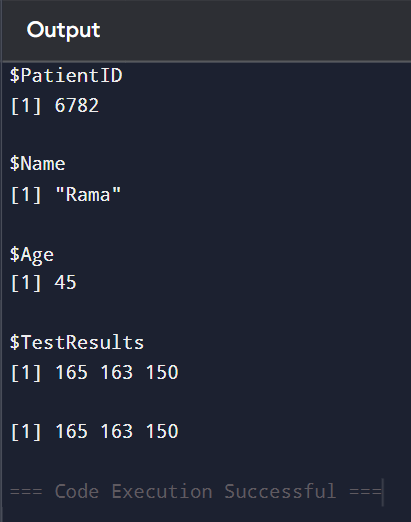 Output
$PatientID
[1] 6782
$Name
[1] "Rama"
$Age
[1] 45
$TestResults
[1] 165 163 150
[1] 165 163 150
=== Code Execution Successful ===